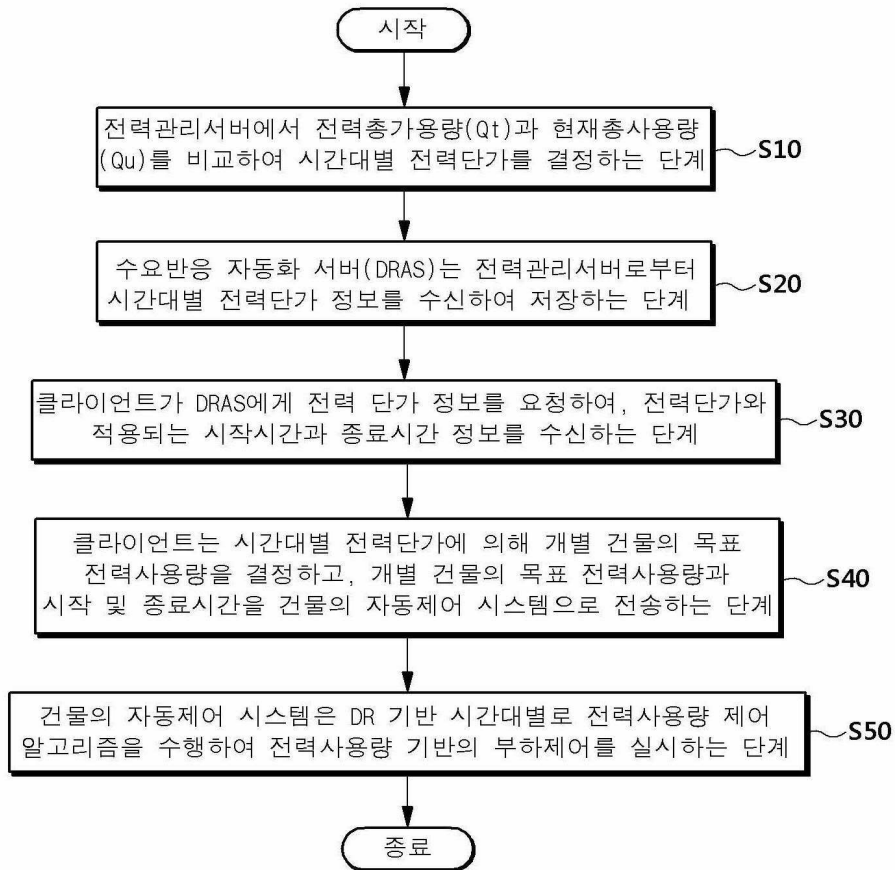 시작
전력관리서버에서 전력총가용량(Qt)과 현재총사용량
(Qu)를 비교하여 시간대별 전력단가를 결정하는 단계
S10
수요반응 자동화 서버(DRAS)는 전력관리서버로부터
시간대별 전력단가 정보를 수신하여 저장하는 단계
S20
클라이언트가 DRAS에게 전력 단가 정보를 요청하여, 전력단가와
적용되는 시작시간과 종료시간 정보를 수신하는 단계
S30
클라이언트는 시간대별 전력단가에 의해 개별 건물의 목표
전력사용량을 결정하고, 개별 건물의 목표 전력사용량과
시작 및 종료시간을 건물의 자동제어 시스템으로 전송하는 단계
S40
건물의 자동제어 시스템은 DR 기반 시간대별로 전력사용량 제어
알고리즘을 수행하여 전력사용량 기반의 부하제어를 실시하는 단계
S50
종료